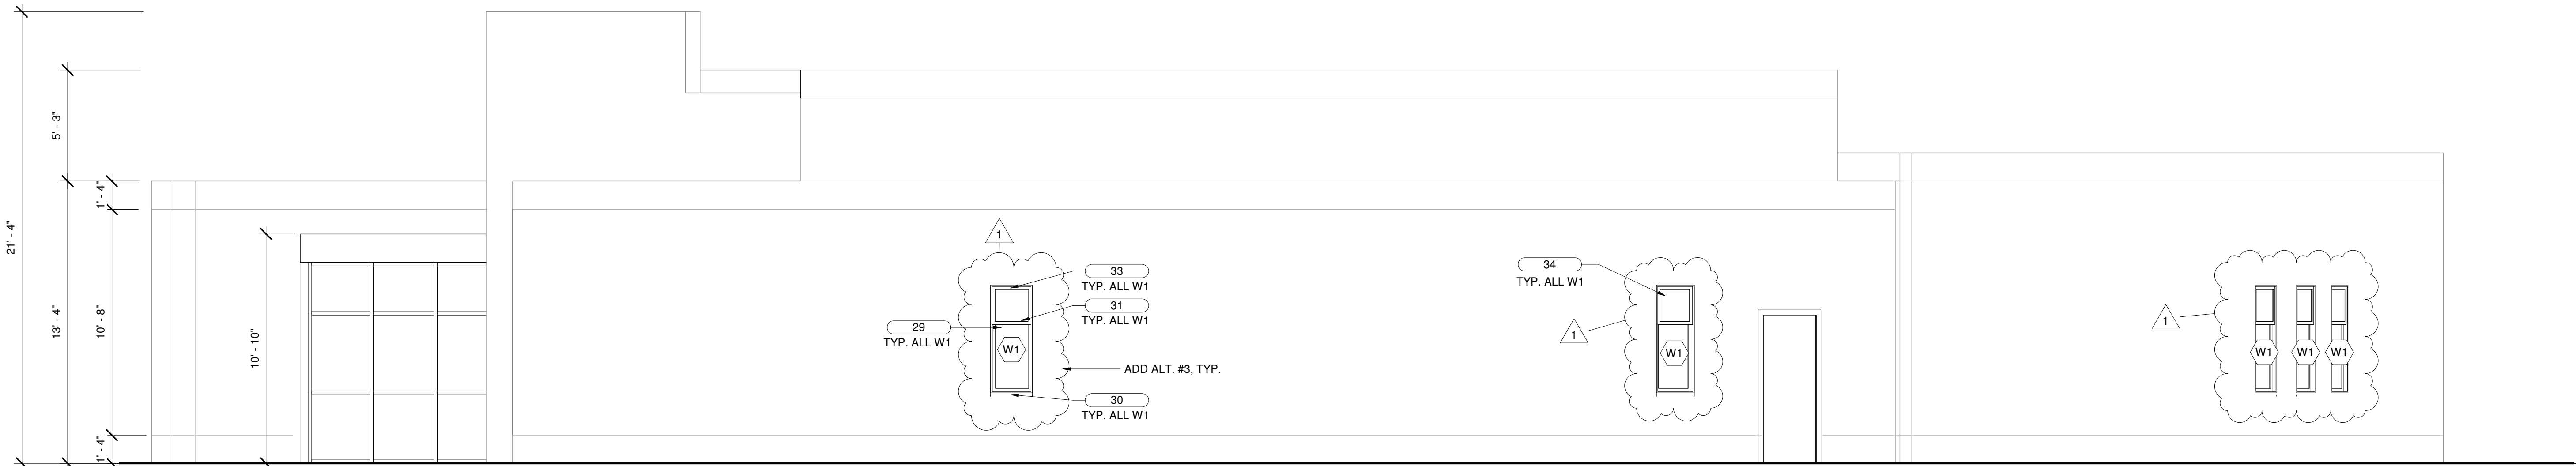 21' - 4"
5' - 3"
13' - 4"
1' - 4"
10' - 8"
1' - 4"
10' - 10"
1
33
TYP. ALL W1
31
TYP. ALL W1
29
TYP. ALL W1
W1
ADD ALT. #3, TYP.
30
TYP. ALL W1
34
TYP. ALL W1
1
W1
1
W1
W1
W1